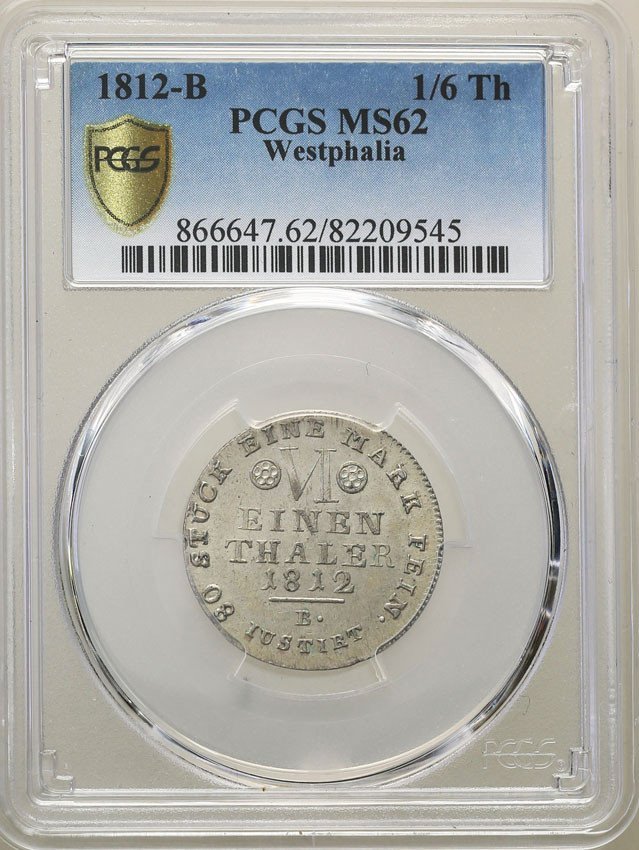 1812-B 1/6 Th
PCGS MS62
Westphalia
PCGS
866647.62/82209545
80 STÜCK EINE MARK FEIN.
VI
EINEN
THALER
1812
B.
IUSTIRT
PCGS